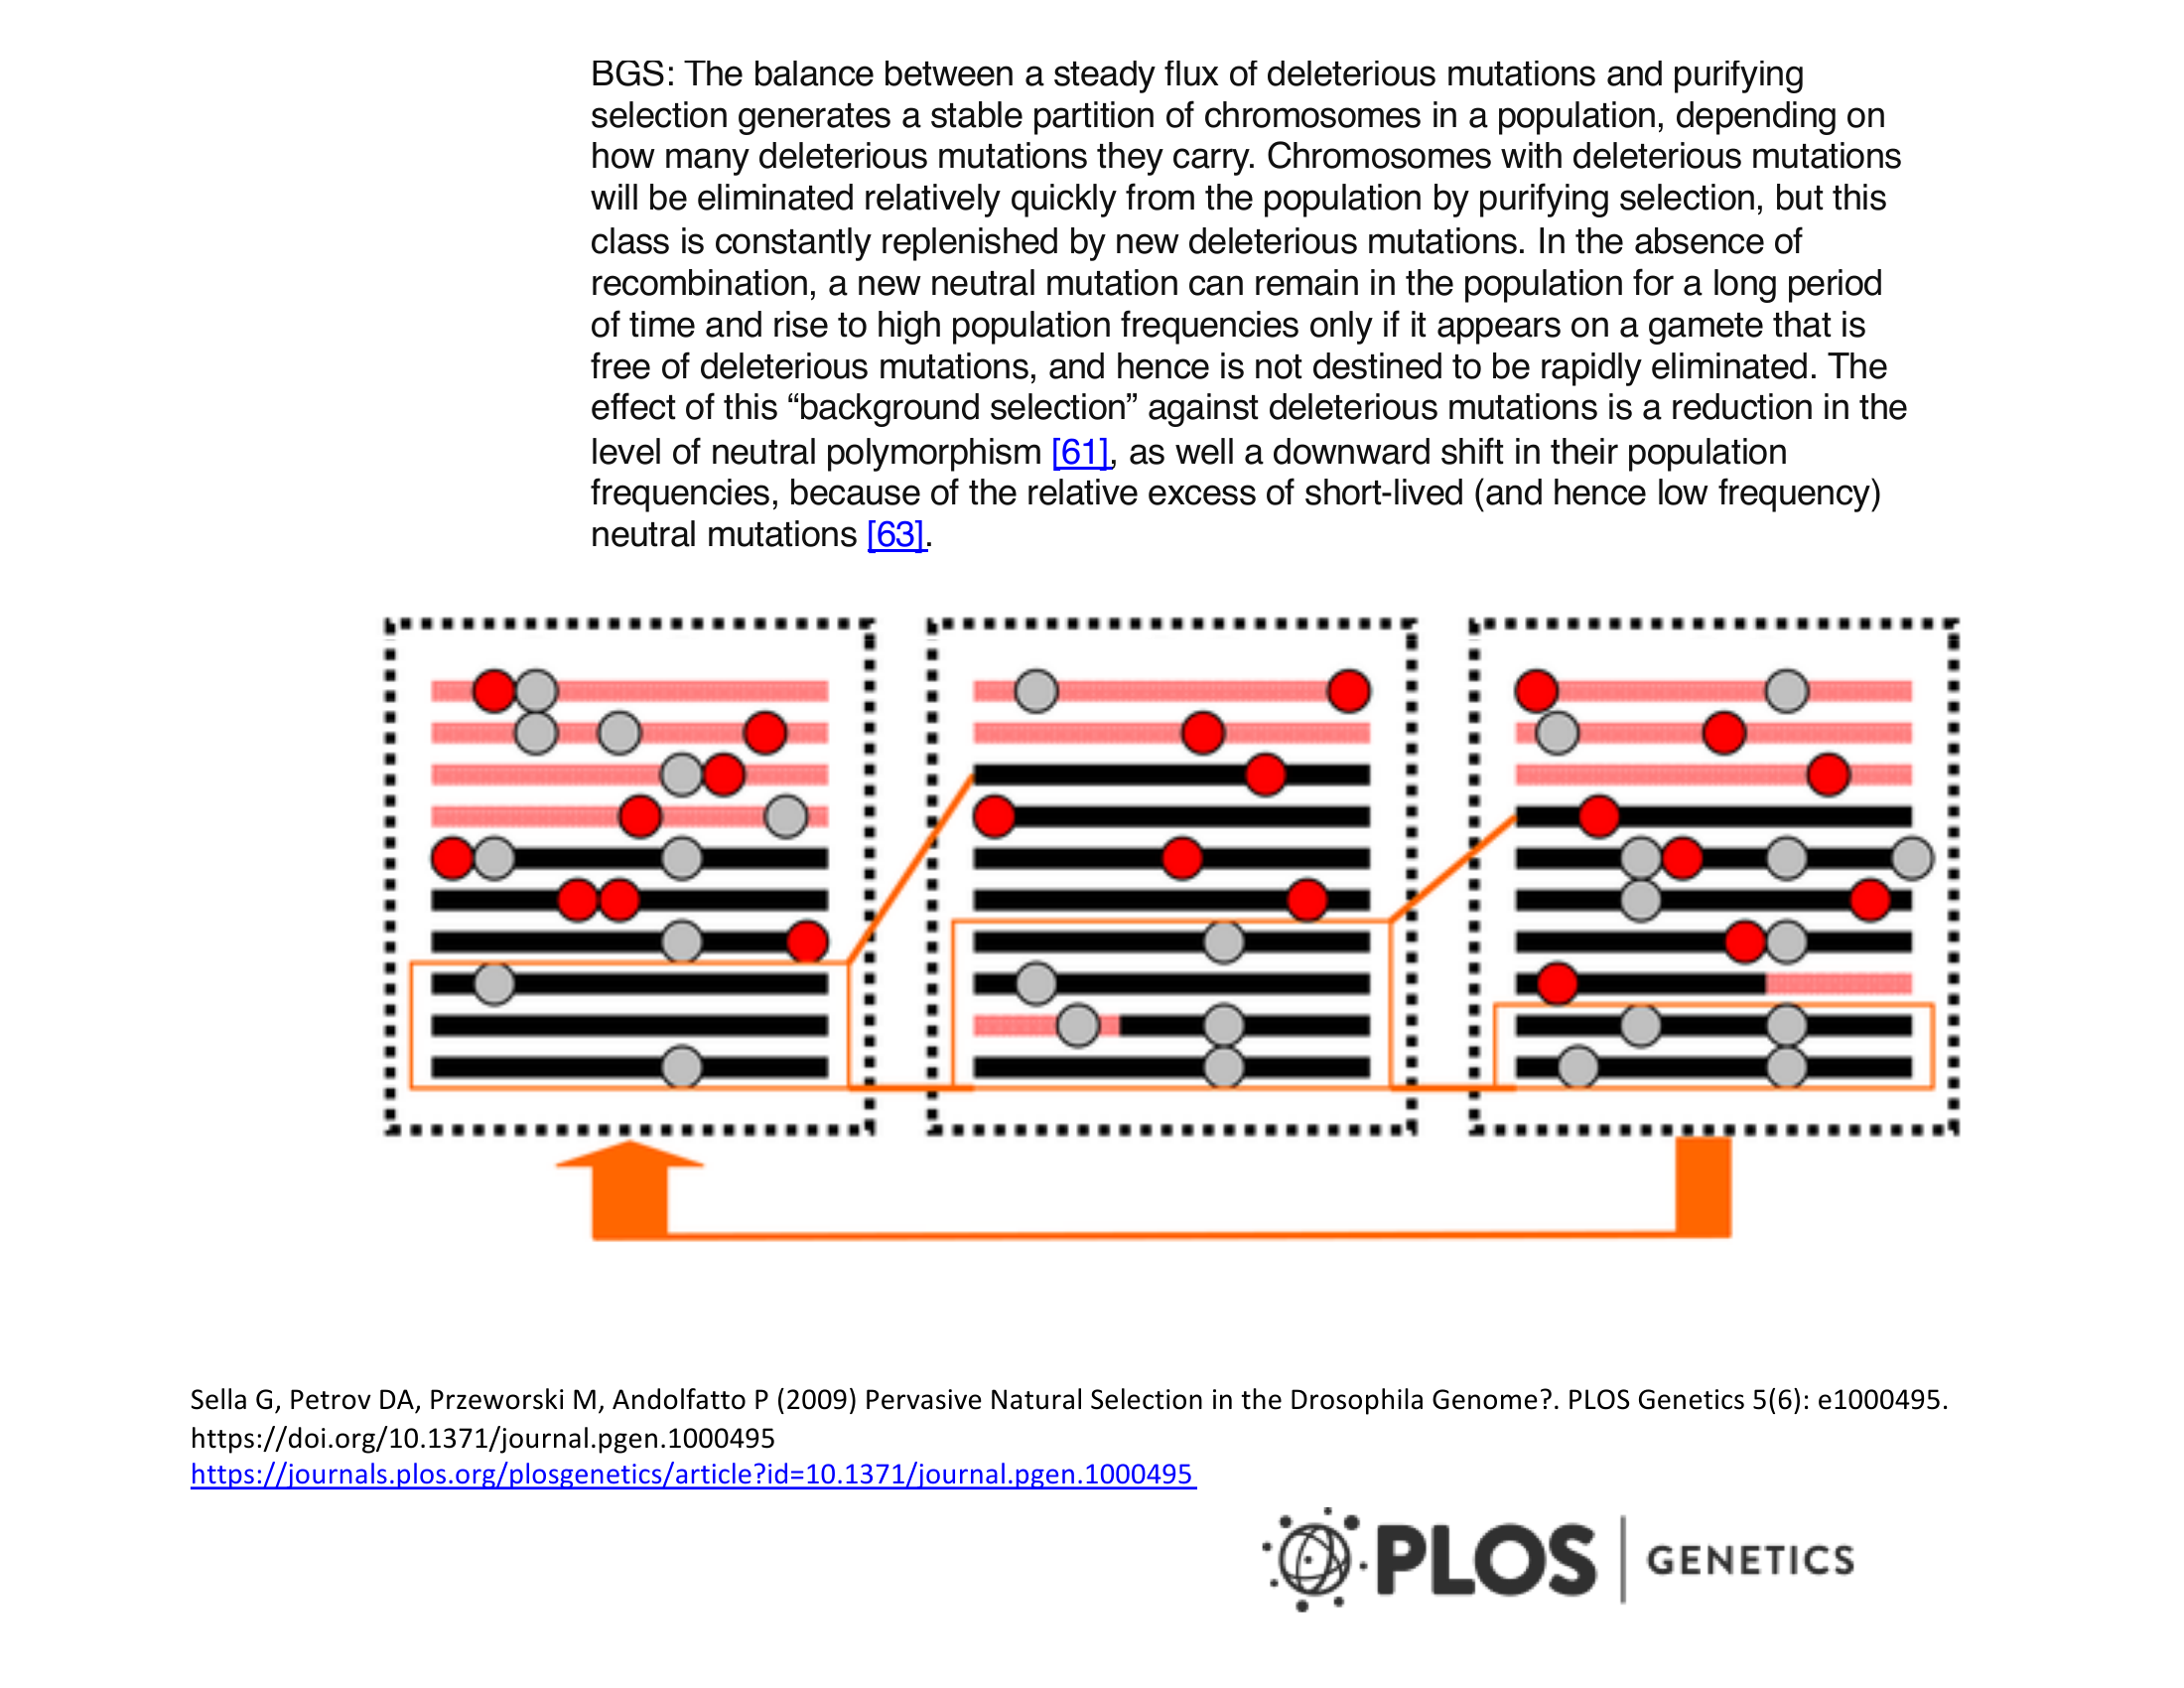 BGS: The balance between a steady flux of deleterious mutations and purifying
selection generates a stable partition of chromosomes in a population, depending on
how many deleterious mutations they carry. Chromosomes with deleterious mutations
will be eliminated relatively quickly from the population by purifying selection, but this
class is constantly replenished by new deleterious mutations. In the absence of
recombination, a new neutral mutation can remain in the population for a long period
of time and rise to high population frequencies only if it appears on a gamete that is
free of deleterious mutations, and hence is not destined to be rapidly eliminated. The
effect of this “background selection” against deleterious mutations is a reduction in the
level of neutral polymorphism [61], as well a downward shift in their population
frequencies, because of the relative excess of short-lived (and hence low frequency)
neutral mutations [63].
Sella G, Petrov DA, Przeworski M, Andolfatto P (2009) Pervasive Natural Selection in the Drosophila Genome?. PLOS Genetics 5(6): e1000495.
https://doi.org/10.1371/journal.pgen.1000495
https://journals.plos.org/plosgenetics/article?id=10.1371/journal.pgen.1000495
PLOS | GENETICS